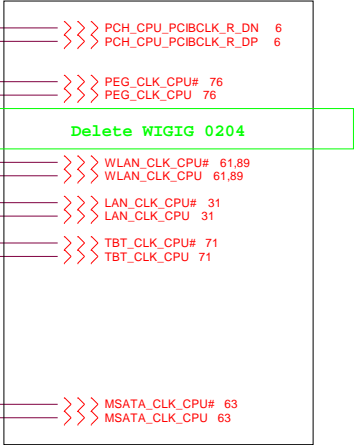 PCH_CPU_PCIBCLK_R_DN 6
PCH_CPU_PCIBCLK_R_DP 6
PEG_CLK_CPU# 76
PEG_CLK_CPU 76
Delete WIGIG 0204
WLAN_CLK_CPU# 61,89
WLAN_CLK_CPU 61,89
LAN_CLK_CPU# 31
LAN_CLK_CPU 31
TBT_CLK_CPU# 71
TBT_CLK_CPU 71
MSATA_CLK_CPU# 63
MSATA_CLK_CPU 63